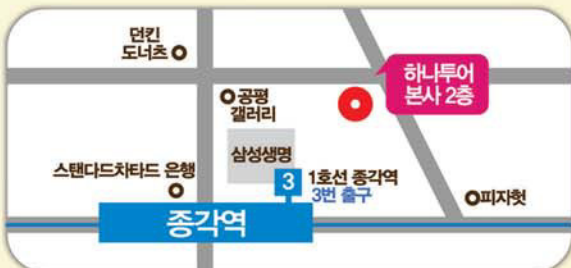 던킨
도너츠
하나투어
본사 2층
공평
갤러리
삼성생명
스탠다드차타드 은행
3
1호선 종각역
3번 출구
피자헛
종각역